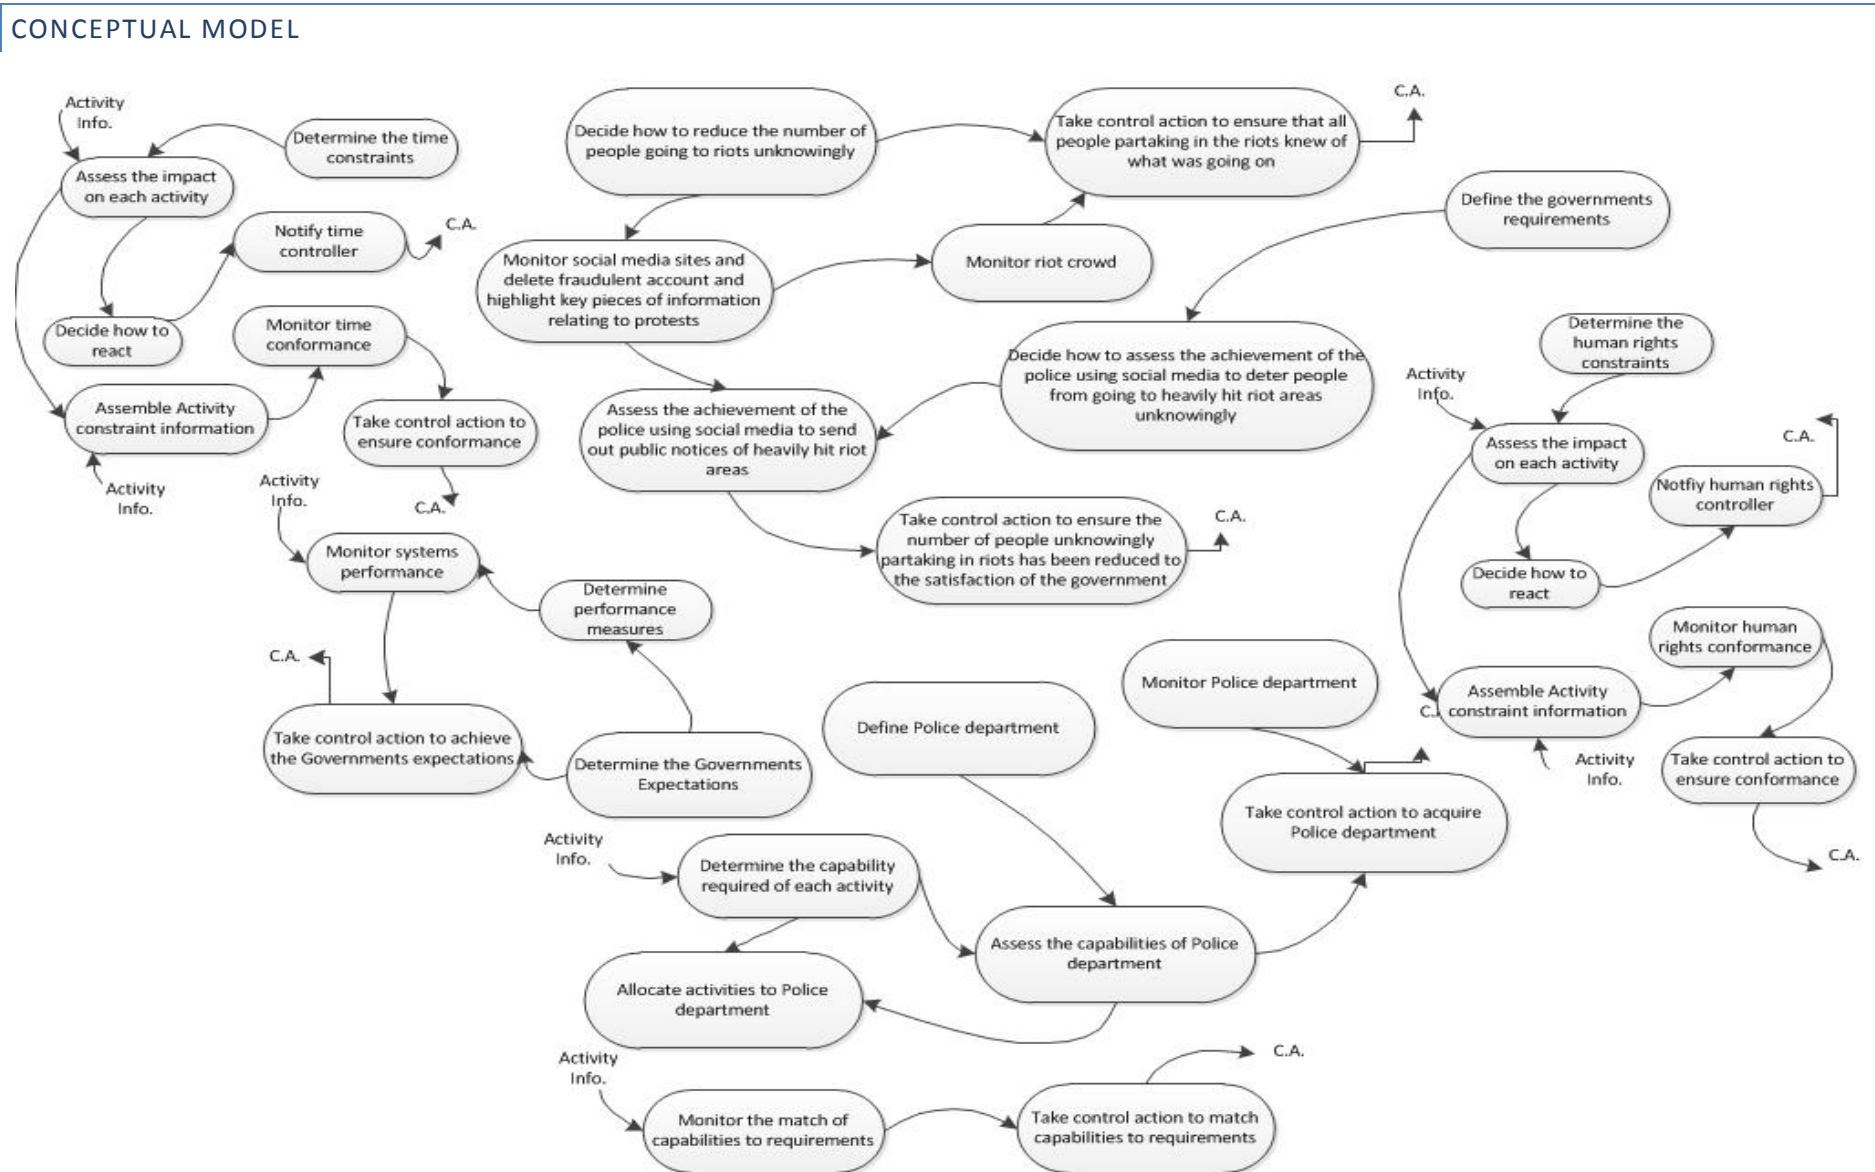 CONCEPTUAL MODEL
Activity
Info.
Determine the time
constraints
Assess the impact
on each activity
Notify time
controller
C.A.
Decide how to
react
Monitor time
conformance
Assemble Activity
constraint information
Take control action to
ensure conformance
Activity
Info.
C.A.
Decide how to reduce the number of
people going to riots unknowingly
Take control action to ensure that all
people partaking in the riots knew of
what was going on
C.A.
Define the governments
requirements
Monitor social media sites and
delete fraudulent account and
highlight key pieces of information
relating to protests
Monitor riot crowd
Decide how to assess the achievement of the
police using social media to deter people
from going to heavily hit riot areas
unknowingly
Assess the achievement of the
police using social media to send
out public notices of heavily hit riot
areas
Take control action to ensure the
number of people unknowingly
partaking in riots has been reduced to
the satisfaction of the government
C.A.
Determine the
human rights
constraints
Activity
Info.
Assess the impact
on each activity
C.A.
Notfiy human rights
controller
Decide how to
react
Monitor human
rights conformance
Assemble Activity
constraint information
C.
Activity
Info.
Take control action to
ensure conformance
C.A.
Activity
Info.
Monitor systems
performance
Determine
performance
measures
C.A.
Take control action to achieve
the Governments expectations
Determine the Governments
Expectations
Define Police department
Monitor Police department
Take control action to acquire
Police department
Activity
Info.
Determine the capability
required of each activity
Assess the capabilities of Police
department
Allocate activities to Police
department
Activity
Info.
Monitor the match of
capabilities to requirements
Take control action to match
capabilities to requirements
C.A.